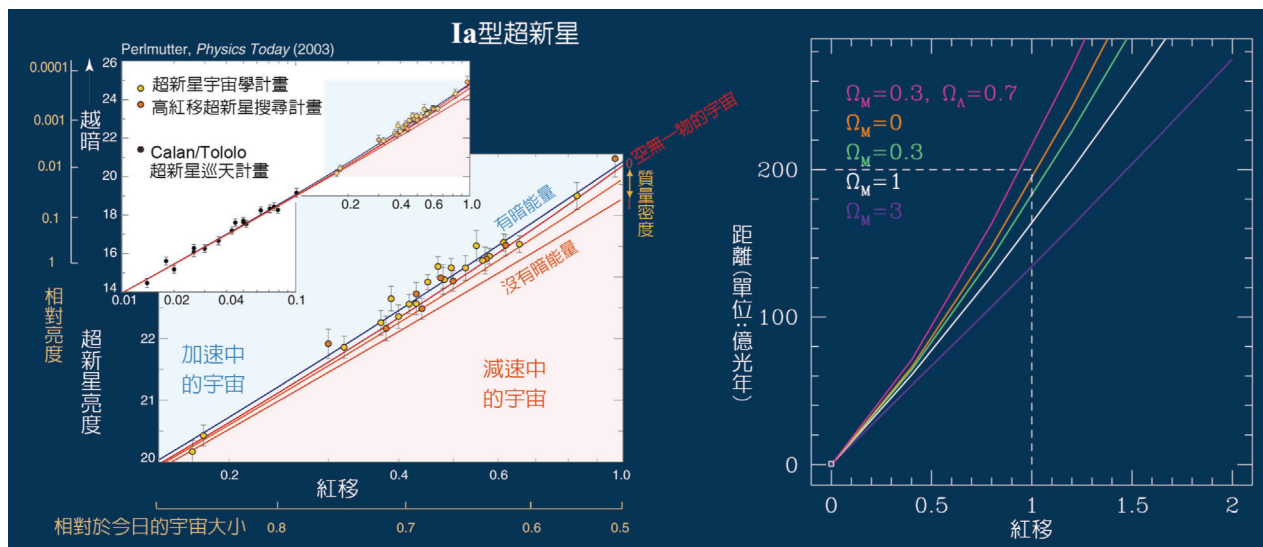 Ia型超新星
Perlmutter, Physics Today (2003)
0.0001
0.001
0.01
0.1
1
相對亮度
越暗
超新星亮度
26
24
22
20
18
16
14
超新星宇宙學計畫
高紅移超新星搜尋計畫
Calan/Tololo
超新星巡天計畫
0.01
0.02
0.04
0.1
0.2
0.4
0.6
1.0
空無一物的宇宙
0
質量密度
1
有暗能量
沒有暗能量
加速中
的宇宙
減速中
的宇宙
22
21
20
0.2
0.4
0.6
1.0
紅移
相對於今日的宇宙大小
0.8
0.7
0.6
0.5
Ω_M=0.3, Ω_Λ=0.7
Ω_M=0
Ω_M=0.3
Ω_M=1
Ω_M=3
距離(單位:億光年)
200
100
0
0
0.5
1
1.5
2
紅移